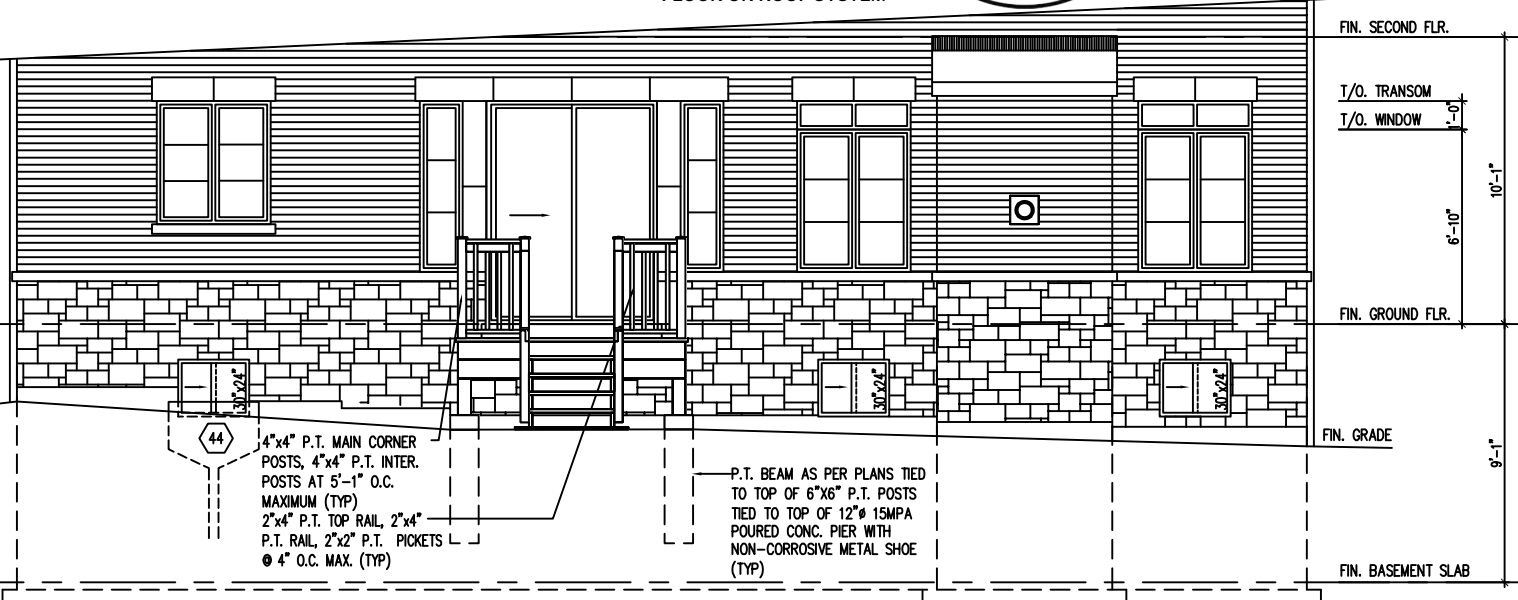 FLOOR OR ROOF SYSTEM
FIN. SECOND FLR.
T/O. TRANSOM
T/O. WINDOW
1'-0"
10'-1"
6'-10"
FIN. GROUND FLR.
30"x24"
30"x24"
30"x24"
FIN. GRADE
9'-1"
44
4"x4" P.T. MAIN CORNER
POSTS, 4"x4" P.T. INTER.
POSTS AT 5'-1" O.C.
MAXIMUM (TYP)
2"x4" P.T. TOP RAIL, 2"x4"
P.T. RAIL, 2"x2" P.T. PICKETS
@ 4" O.C. MAX. (TYP)
P.T. BEAM AS PER PLANS TIED
TO TOP OF 6"X6" P.T. POSTS
TIED TO TOP OF 12"ø 15MPA
POURED CONC. PIER WITH
NON-CORROSIVE METAL SHOE
(TYP)
FIN. BASEMENT SLAB